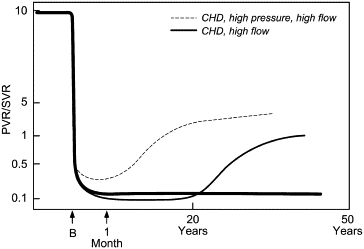 10
CHD, high pressure, high flow
CHD, high flow
PVR/SVR
5
1
0.5
0.1
B
1
Month
20
Years
50
Years